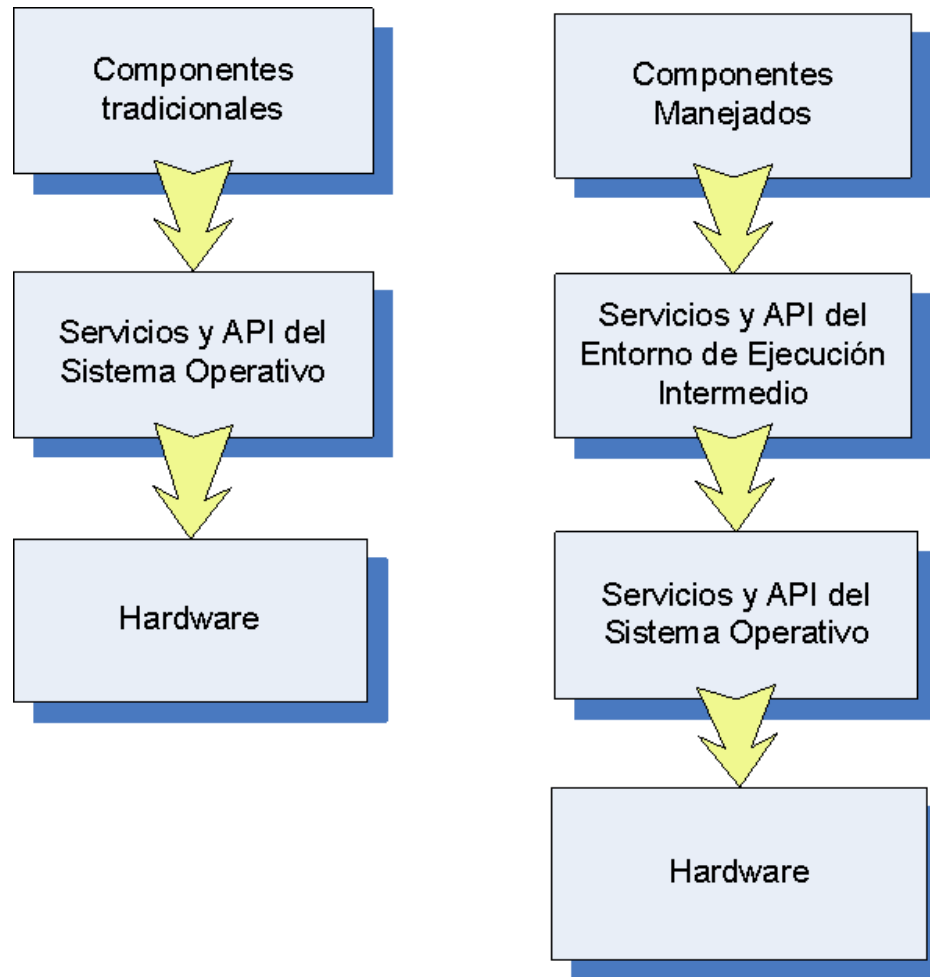 Componentes
tradicionales
Servicios y API del
Sistema Operativo
Hardware
Componentes
Manejados
Servicios y API del
Entorno de Ejecución
Intermedio
Servicios y API del
Sistema Operativo
Hardware